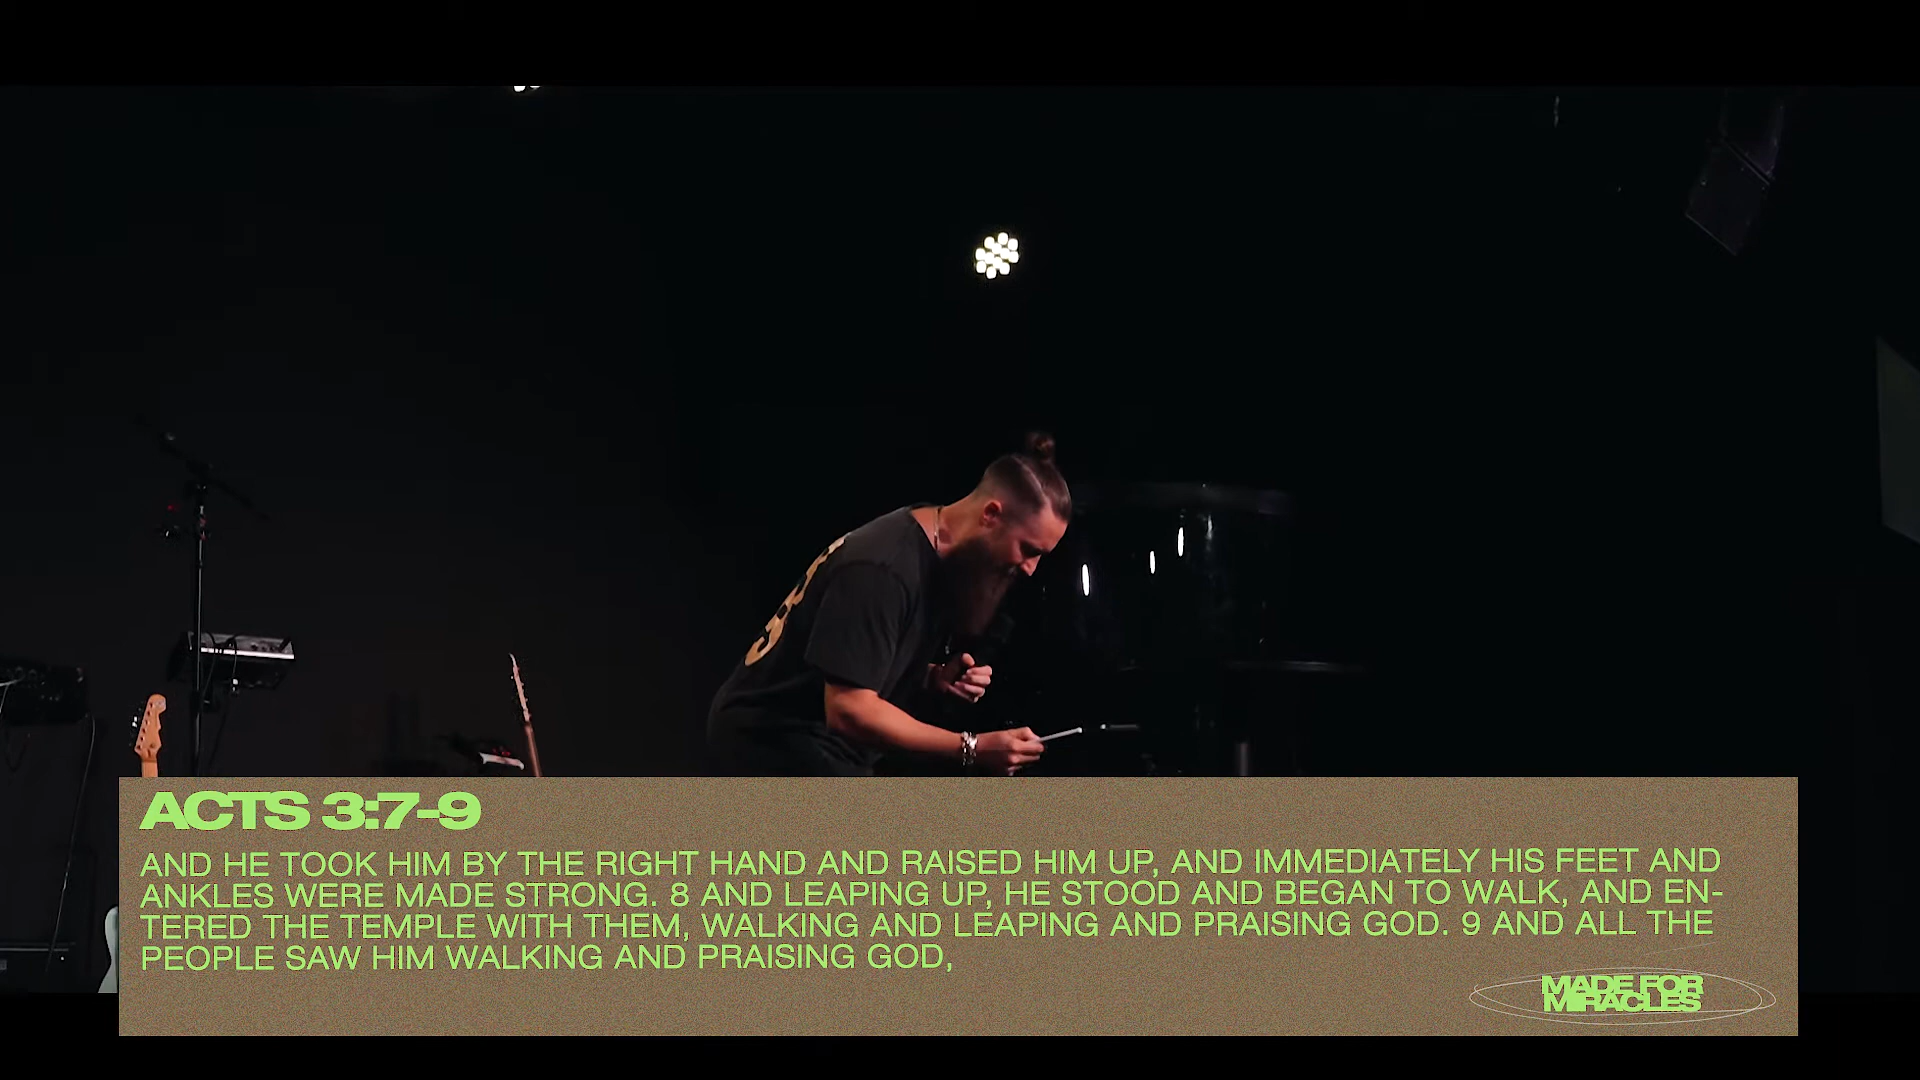 ACTS 3:7-9
AND HE TOOK HIM BY THE RIGHT HAND AND RAISED HIM UP, AND IMMEDIATELY HIS FEET AND
ANKLES WERE MADE STRONG. 8 AND LEAPING UP, HE STOOD AND BEGAN TO WALK, AND EN-
TERED THE TEMPLE WITH THEM, WALKING AND LEAPING AND PRAISING GOD. 9 AND ALL THE
PEOPLE SAW HIM WALKING AND PRAISING GOD,
MADE FOR
MIRACLES